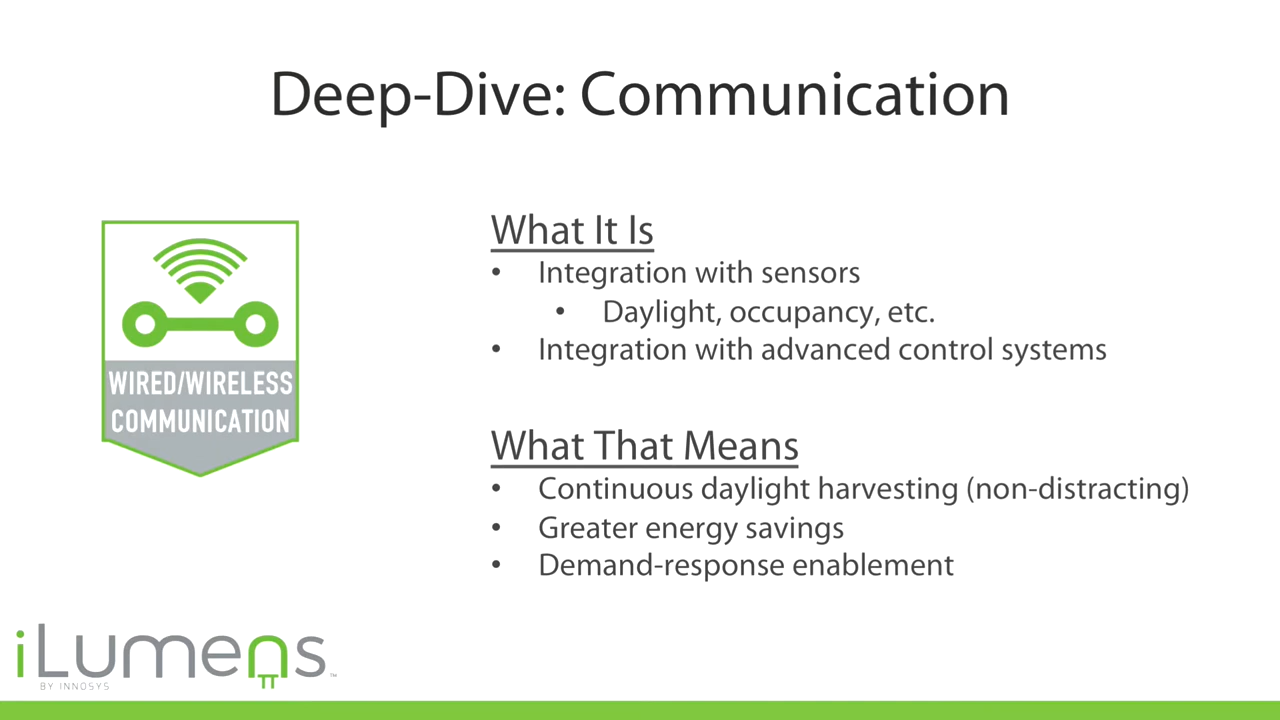 Deep-Dive: Communication
WIRED/WIRELESS
COMMUNICATION
What It Is
• Integration with sensors
• Daylight, occupancy, etc.
• Integration with advanced control systems
What That Means
• Continuous daylight harvesting (non-distracting)
• Greater energy savings
• Demand-response enablement
iLumens™
BY INNOSYS